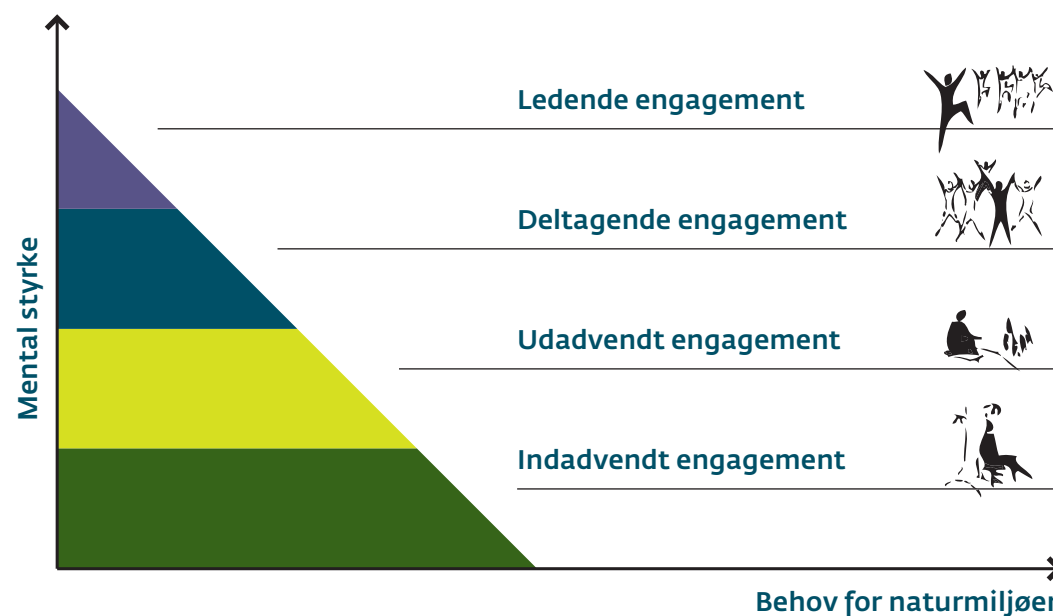 Ledende engagement
Deltagende engagement
Mental styrke
Udadvendt engagement
Indadvendt engagement
Behov for naturmiljøer